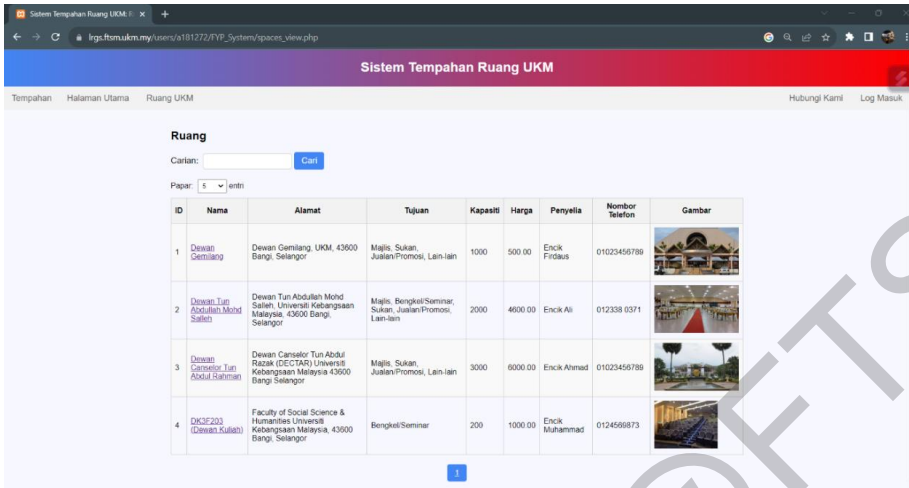 Sistem Tempahan Ruang UKM
lrgs.ftsm.ukm.my/users/a181272/FYP_System/spaces_view.php
Sistem Tempahan Ruang UKM
Tempahan Halaman Utama Ruang UKM Hubungi Kami Log Masuk
Ruang
Carian: Cari
Papar: 5 entri
ID Nama Alamat Tujuan Kapasiti Harga Penyelia Nombor Telefon Gambar
1 Dewan Gemilang Dewan Gemilang, UKM, 43600 Bangi, Selangor Majlis, Sukan, Jualan/Promosi, Lain-lain 1000 500.00 Encik Firdaus 01023456789
2 Dewan Tun Abdullah Mohd Salleh Dewan Tun Abdullah Mohd Salleh, Universiti Kebangsaan Malaysia, 43600 Bangi, Selangor Majlis, Bengkel/Seminar, Sukan, Jualan/Promosi, Lain-lain 2000 4600.00 Encik Ali 012338 0371
3 Dewan Canselor Tun Abdul Rahman Dewan Canselor Tun Abdul Razak (DECTAR) Universiti Kebangsaan Malaysia 43600 Bangi Selangor Majlis, Sukan, Jualan/Promosi, Lain-lain 3000 6000.00 Encik Ahmad 01023456789
4 DK3F203 (Dewan Kuliah) Faculty of Social Science & Humanities Universiti Kebangsaan Malaysia, 43600 Bangi, Selangor Bengkel/Seminar 200 1000.00 Encik Muhammad 0124569873
1
@FTS